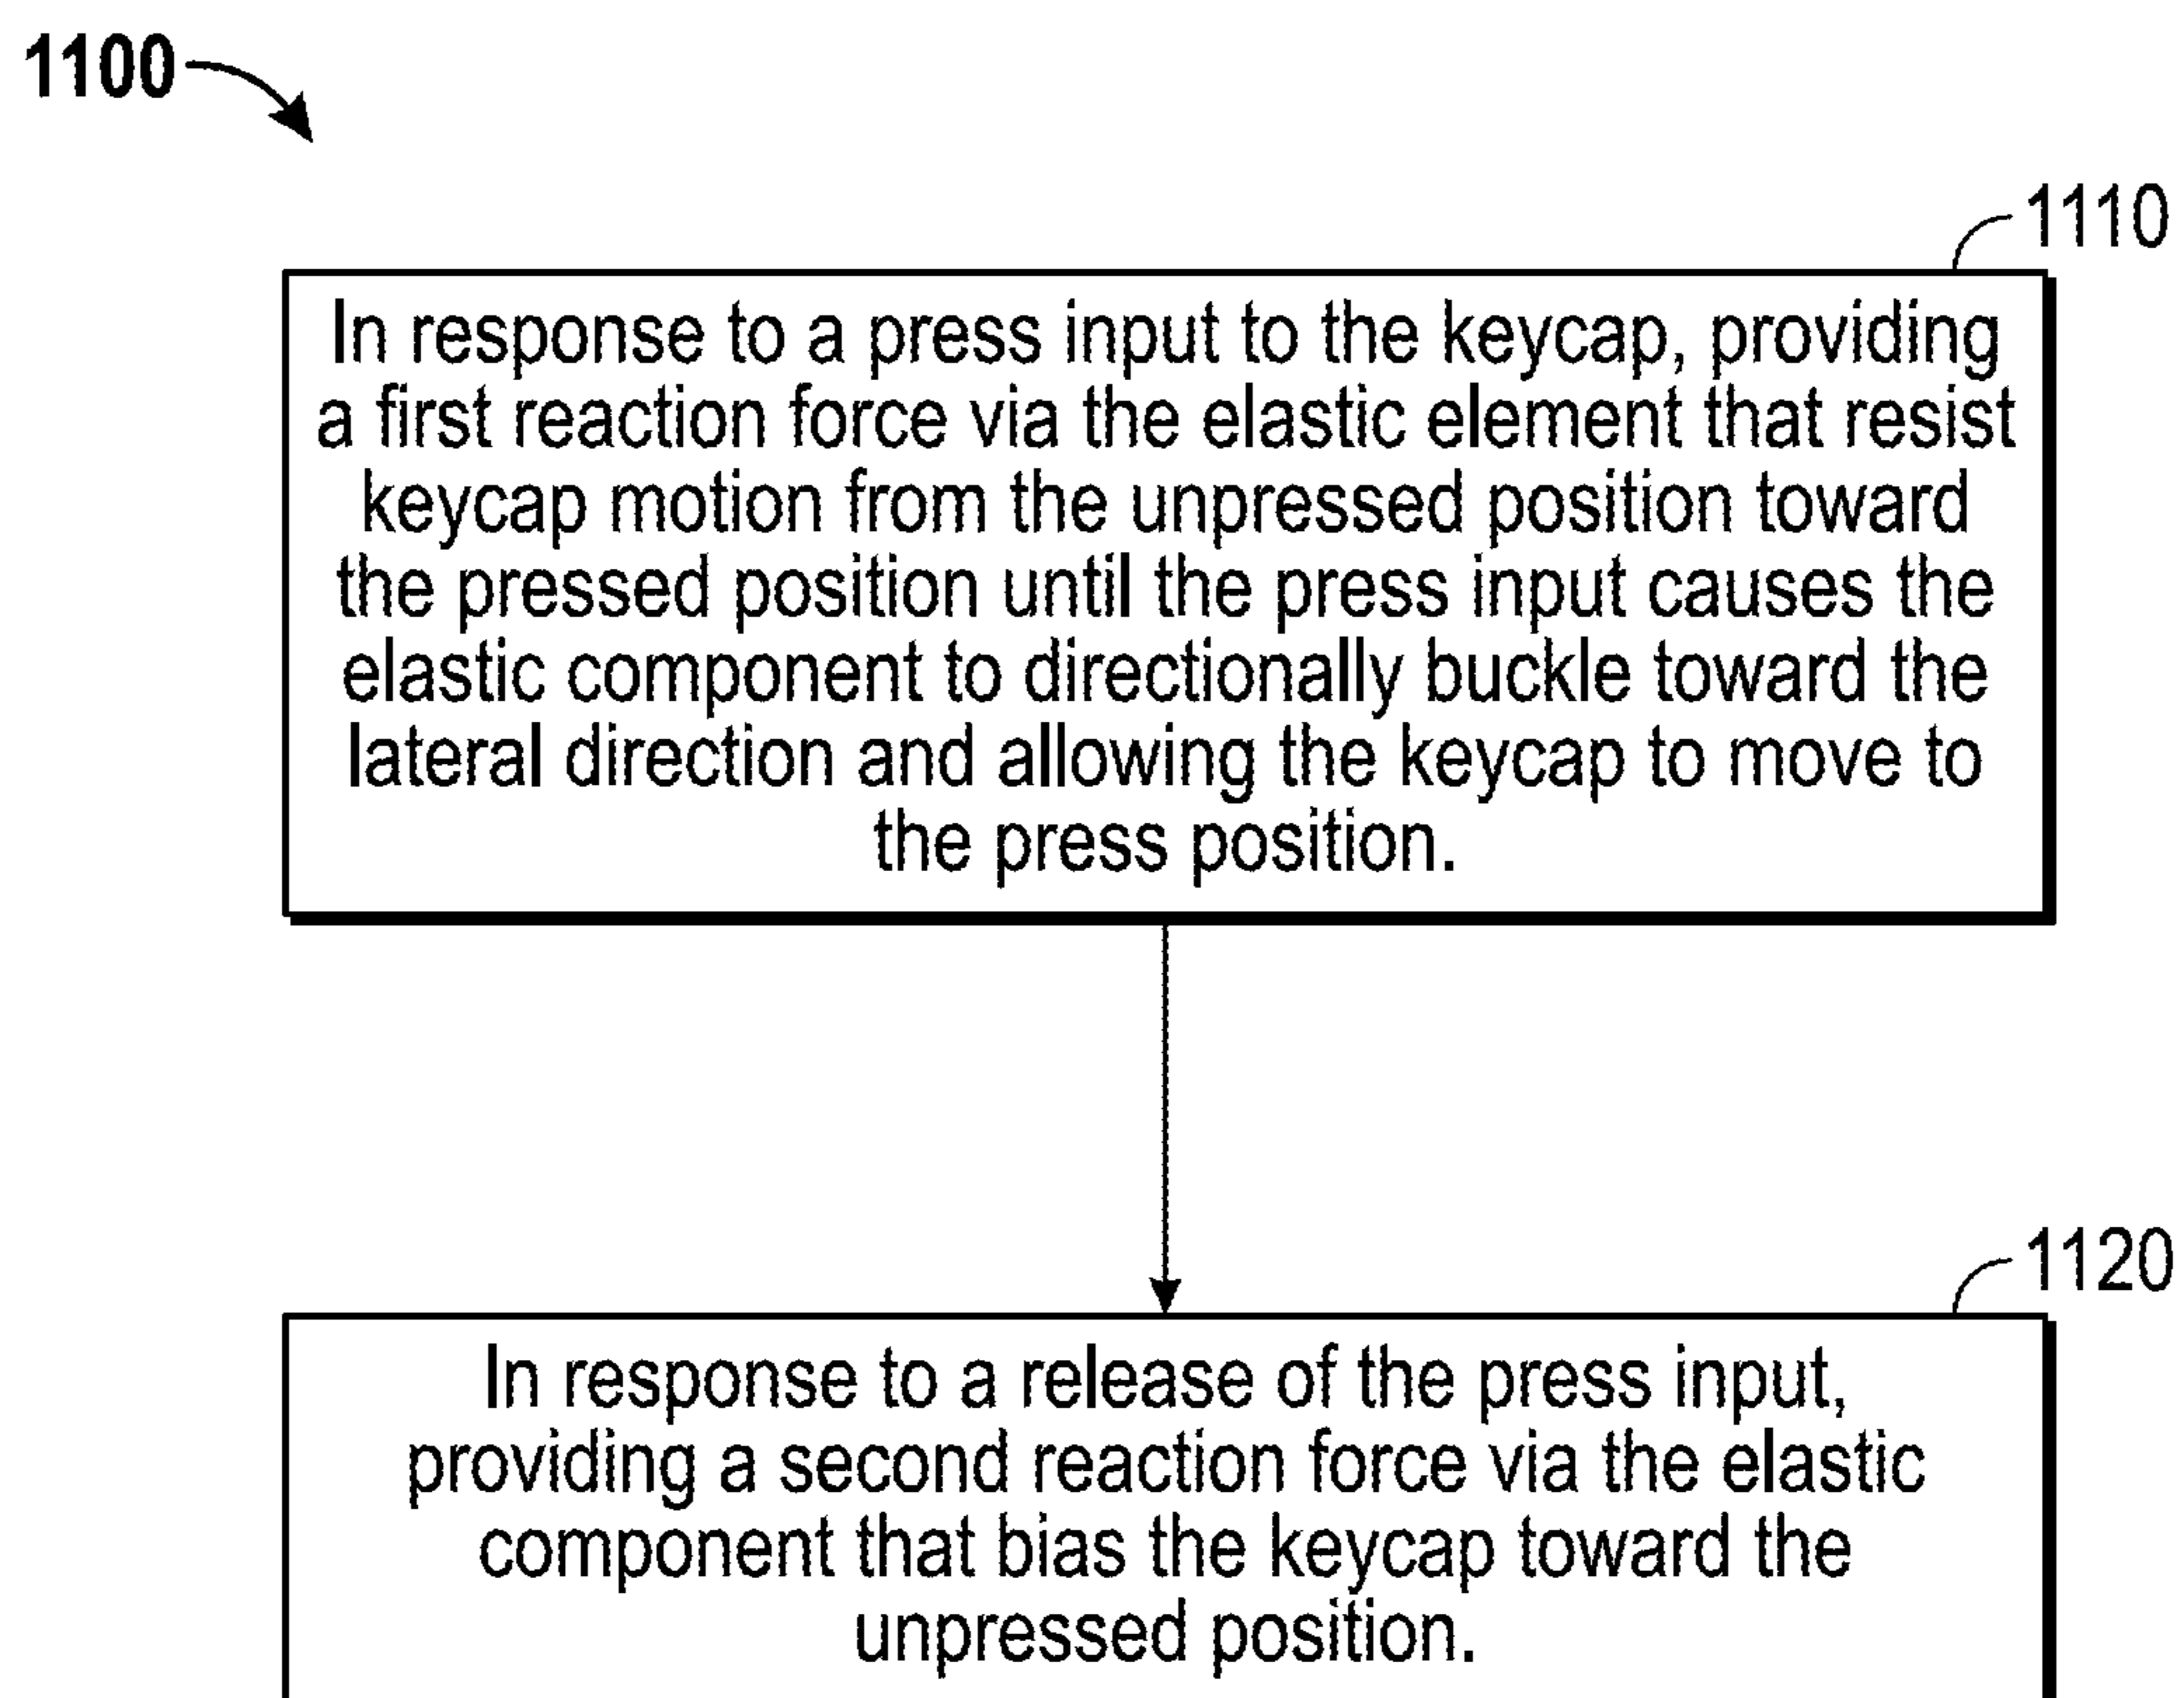 1100
1110
In response to a press input to the keycap, providing
a first reaction force via the elastic element that resist
keycap motion from the unpressed position toward
the pressed position until the press input causes the
elastic component to directionally buckle toward the
lateral direction and allowing the keycap to move to
the press position.
1120
In response to a release of the press input,
providing a second reaction force via the elastic
component that bias the keycap toward the
unpressed position.